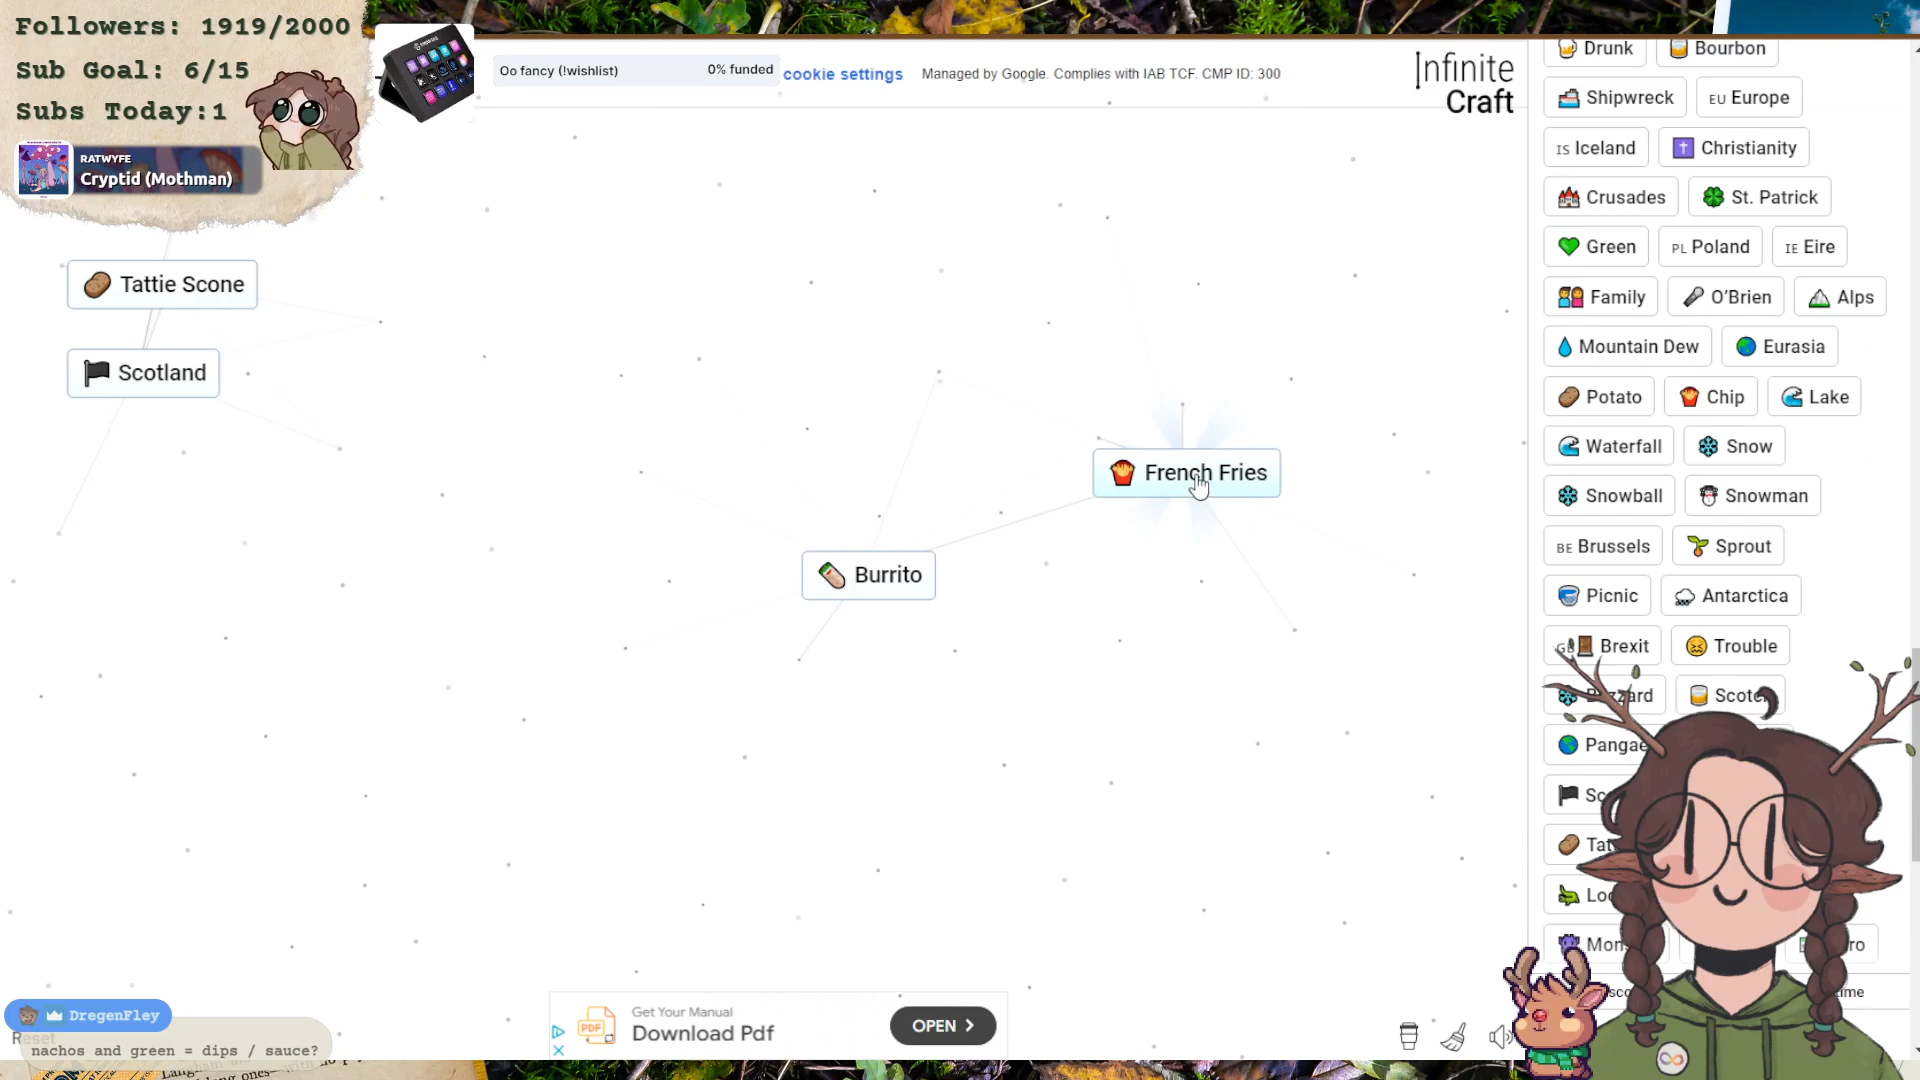 Followers: 1919/2000
Sub Goal: 6/15
Subs Today:1
RATWYFE
Cryptid (Mothman)
Oo fancy (!wishlist)
0% funded
cookie settings
Managed by Google. Complies with IAB TCF. CMP ID: 300
Infinite
Craft
Tattie Scone
Scotland
French Fries
Burrito
Drunk
Bourbon
Shipwreck
EU Europe
IS Iceland
Christianity
Crusades
St. Patrick
Green
PL Poland
IE Eire
Family
O'Brien
Alps
Mountain Dew
Eurasia
Potato
Chip
Lake
Waterfall
Snow
Snowball
Snowman
BE Brussels
Sprout
Picnic
Antarctica
Brexit
Trouble
DregenFley
Reset
nachos and green = dips / sauce?
Get Your Manual
PDF
Download Pdf
OPEN